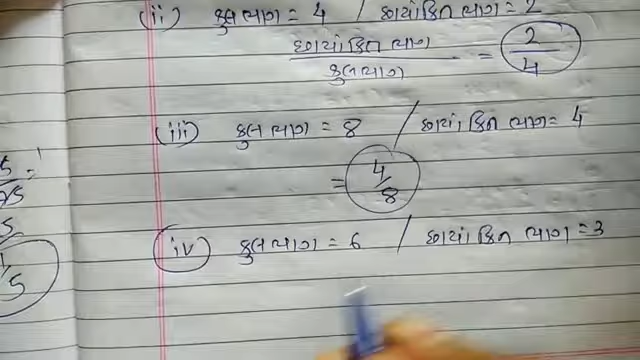 (ii) કુલ ભાગ = 4 / છાયાંકિત ભાગ = 2
છાયાંકિત ભાગ / કુલ ભાગ = 2/4
(iii) કુલ ભાગ = 8 / છાયાંકિત ભાગ = 4
= 4/8
(iv) કુલ ભાગ = 6 / છાયાંકિત ભાગ = 3